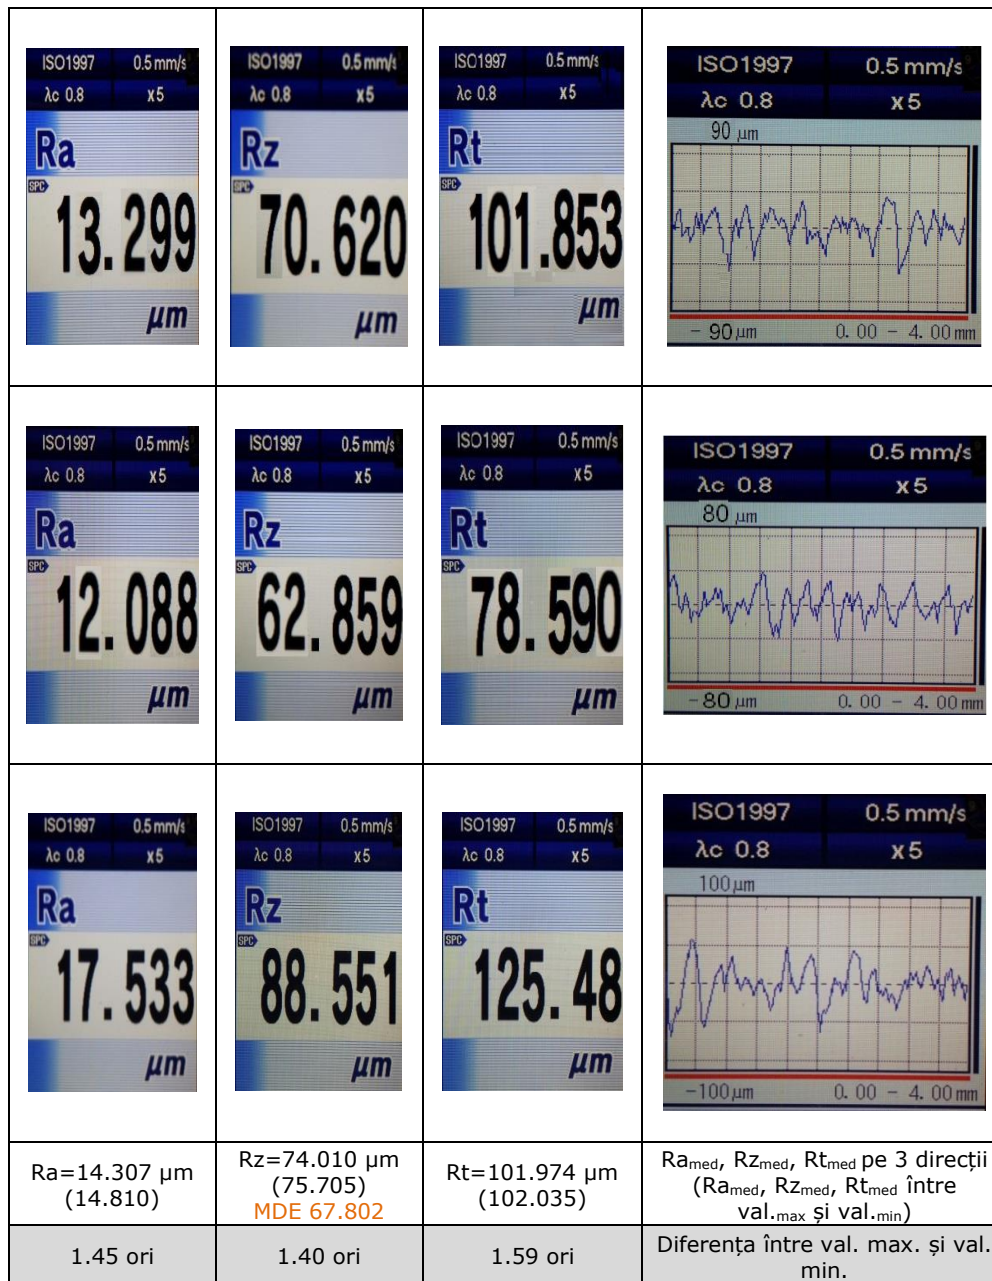 ISO1997 0.5 mm/s
λc 0.8 x5
Ra
SPC
13.299
µm
ISO1997 0.5 mm/s
λc 0.8 x5
Rz
SPC
70.620
µm
ISO1997 0.5 mm/s
λc 0.8 x5
Rt
SPC
101.853
µm
ISO1997 0.5 mm/s
λc 0.8 x5
90 µm
- 90 µm 0.00 - 4.00 mm
ISO1997 0.5 mm/s
λc 0.8 x5
Ra
SPC
12.088
µm
ISO1997 0.5 mm/s
λc 0.8 x5
Rz
SPC
62.859
µm
ISO1997 0.5 mm/s
λc 0.8 x5
Rt
SPC
78.590
µm
ISO1997 0.5 mm/s
λc 0.8 x5
80 µm
-80 µm 0.00 - 4.00 mm
ISO1997 0.5 mm/s
λc 0.8 x5
Ra
SPC
17.533
µm
ISO1997 0.5 mm/s
λc 0.8 x5
Rz
SPC
88.551
µm
ISO1997 0.5 mm/s
λc 0.8 x5
Rt
SPC
125.48
µm
ISO1997 0.5 mm/s
λc 0.8 x5
100 µm
-100 µm 0.00 - 4.00 mm
Ra=14.307 µm
(14.810)
Rz=74.010 µm
(75.705)
MDE 67.802
Rt=101.974 µm
(102.035)
Ramed, Rzmed, Rtmed pe 3 direcții
(Ramed, Rzmed, Rtmed între
val.max și val.min)
1.45 ori
1.40 ori
1.59 ori
Diferența între val. max. și val.
min.